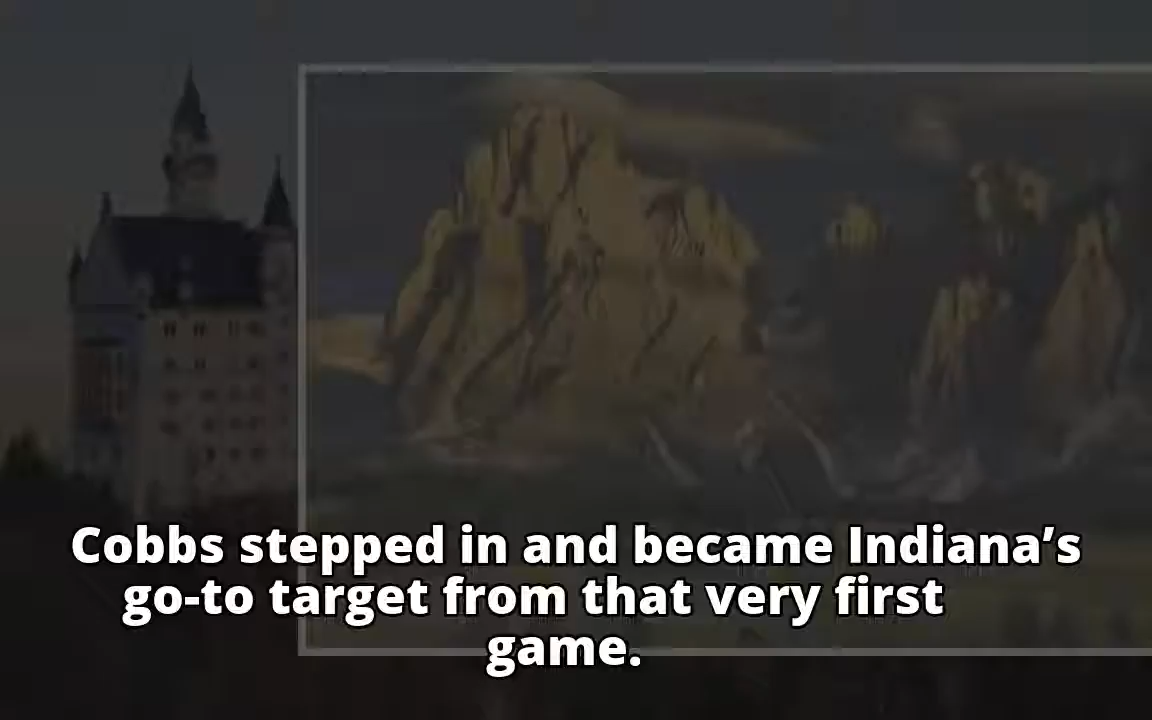 Cobbs stepped in and became Indiana’s
go-to target from that very first
game.